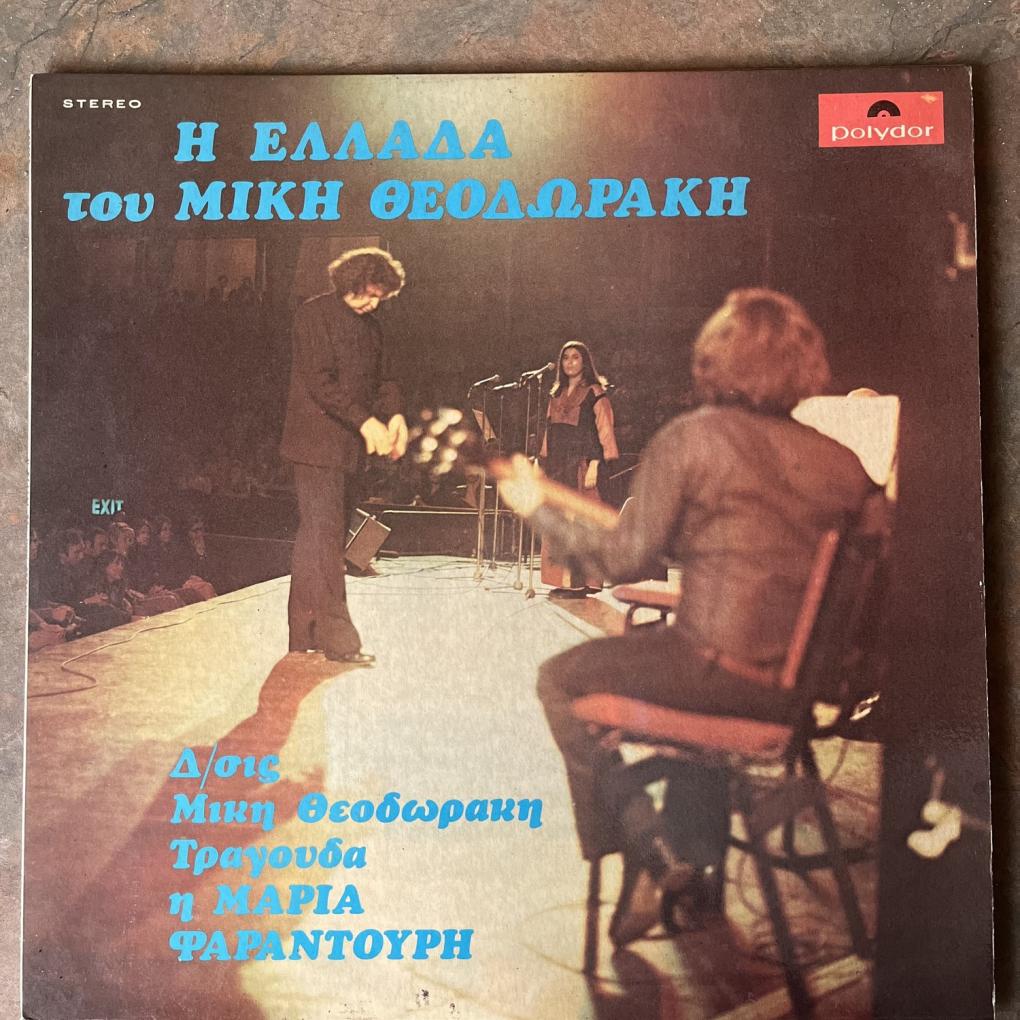 STEREO
polydor
Η ΕΛΛΑΔΑ
του ΜΙΚΗ ΘΕΟΔΩΡΑΚΗ
EXIT
Δ/σις
Μικη Θεοδωρακη
Τραγουδα
η ΜΑΡΙΑ
ΦΑΡΑΝΤΟΥΡΗ